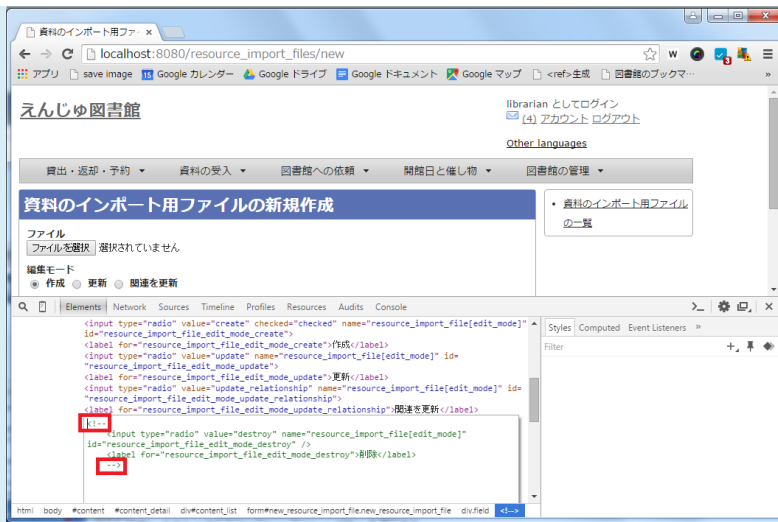 資料のインポート用ファ
localhost:8080/resource_import_files/new
アプリ save image Google カレンダー Google ドライブ Google ドキュメント Google マップ <ref>生成 図書館のブックマ… »
えんじゅ図書館
librarian としてログイン
(4) アカウント ログアウト
Other languages
貸出・返却・予約 ▼ 資料の受入 ▼ 図書館への依頼 ▼ 開館日と催し物 ▼ 図書館の管理 ▼
資料のインポート用ファイルの新規作成
• 資料のインポート用ファイル
の一覧
ファイル
ファイルを選択 選択されていません
編集モード
作成 更新 関連を更新
Elements Network Sources Timeline Profiles Resources Audits Console
Styles Computed Event Listeners »
Filter
<input type="radio" value="create" checked="checked" name="resource_import_file[edit_mode]"
id="resource_import_file_edit_mode_create">
<label for="resource_import_file_edit_mode_create">作成</label>
<input type="radio" value="update" name="resource_import_file[edit_mode]" id=
"resource_import_file_edit_mode_update">
<label for="resource_import_file_edit_mode_update">更新</label>
<input type="radio" value="update_relationship" name="resource_import_file[edit_mode]" id=
"resource_import_file_edit_mode_update_relationship">
<label for="resource_import_file_edit_mode_update_relationship">関連を更新</label>
<!--
<input type="radio" value="destroy" name="resource_import_file[edit_mode]"
id="resource_import_file_edit_mode_destroy" />
<label for="resource_import_file_edit_mode_destroy">削除</label>
-->
html body #content #content_detail div#content_list form#new_resource_import_file.new_resource_import_file div.field <!-->